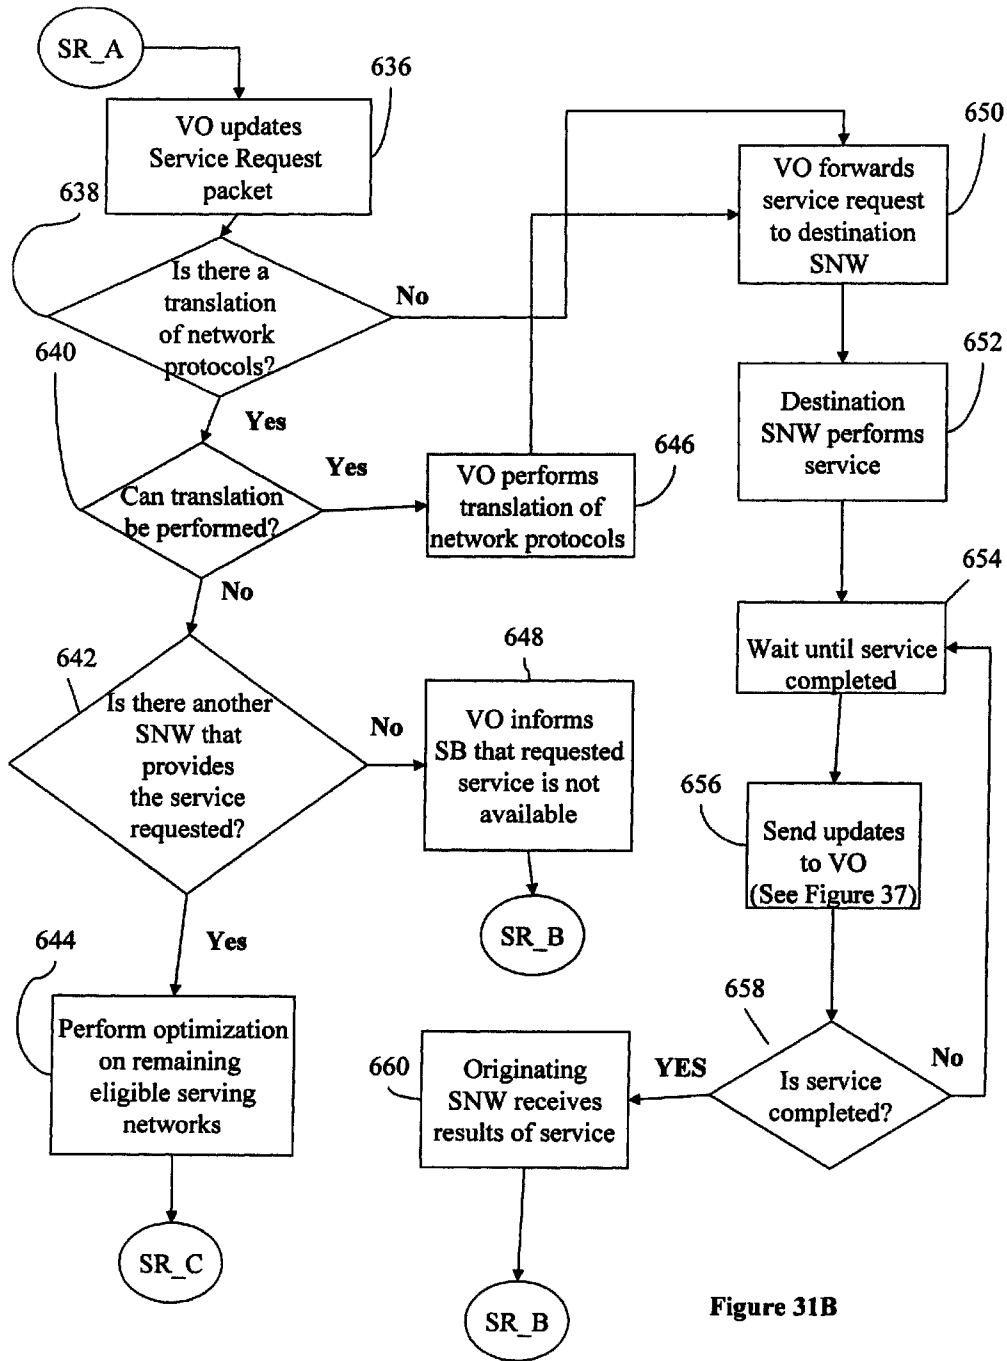 SR_A
636
VO updates
Service Request
packet
638
Is there a
translation
of network
protocols?
No
Yes
640
Can translation
be performed?
Yes
No
646
VO performs
translation of
network protocols
642
Is there another
SNW that
provides
the service
requested?
No
Yes
648
VO informs
SB that requested
service is not
available
SR_B
644
Perform optimization
on remaining
eligible serving
networks
SR_C
650
VO forwards
service request
to destination
SNW
652
Destination
SNW performs
service
654
Wait until service
completed
656
Send updates
to VO
(See Figure 37)
658
Is service
completed?
No
YES
660
Originating
SNW receives
results of service
SR_B
Figure 31B